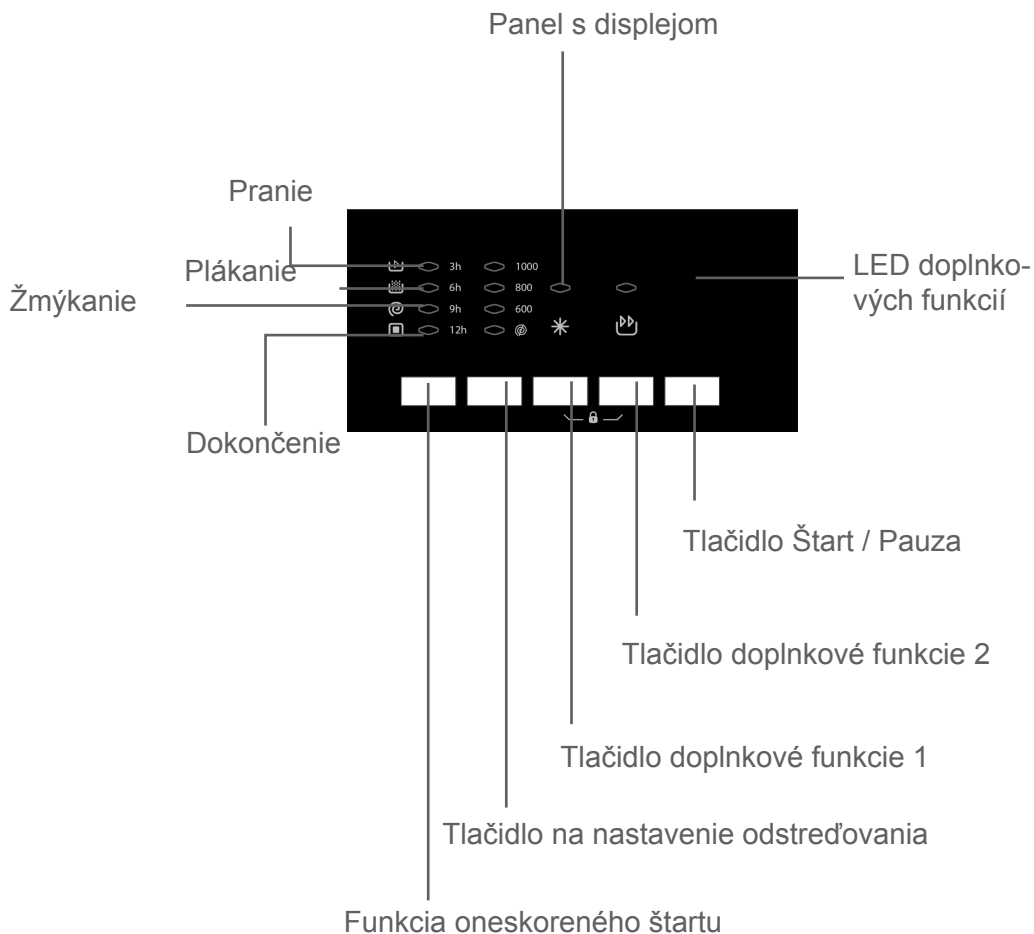 Panel s displejom
Pranie
Plákanie
Žmýkanie
LED doplnko-
vých funkcií
3h 1000
6h 800
9h 600
12h
Dokončenie
Tlačidlo Štart / Pauza
Tlačidlo doplnkové funkcie 2
Tlačidlo doplnkové funkcie 1
Tlačidlo na nastavenie odstreďovania
Funkcia oneskoreného štartu